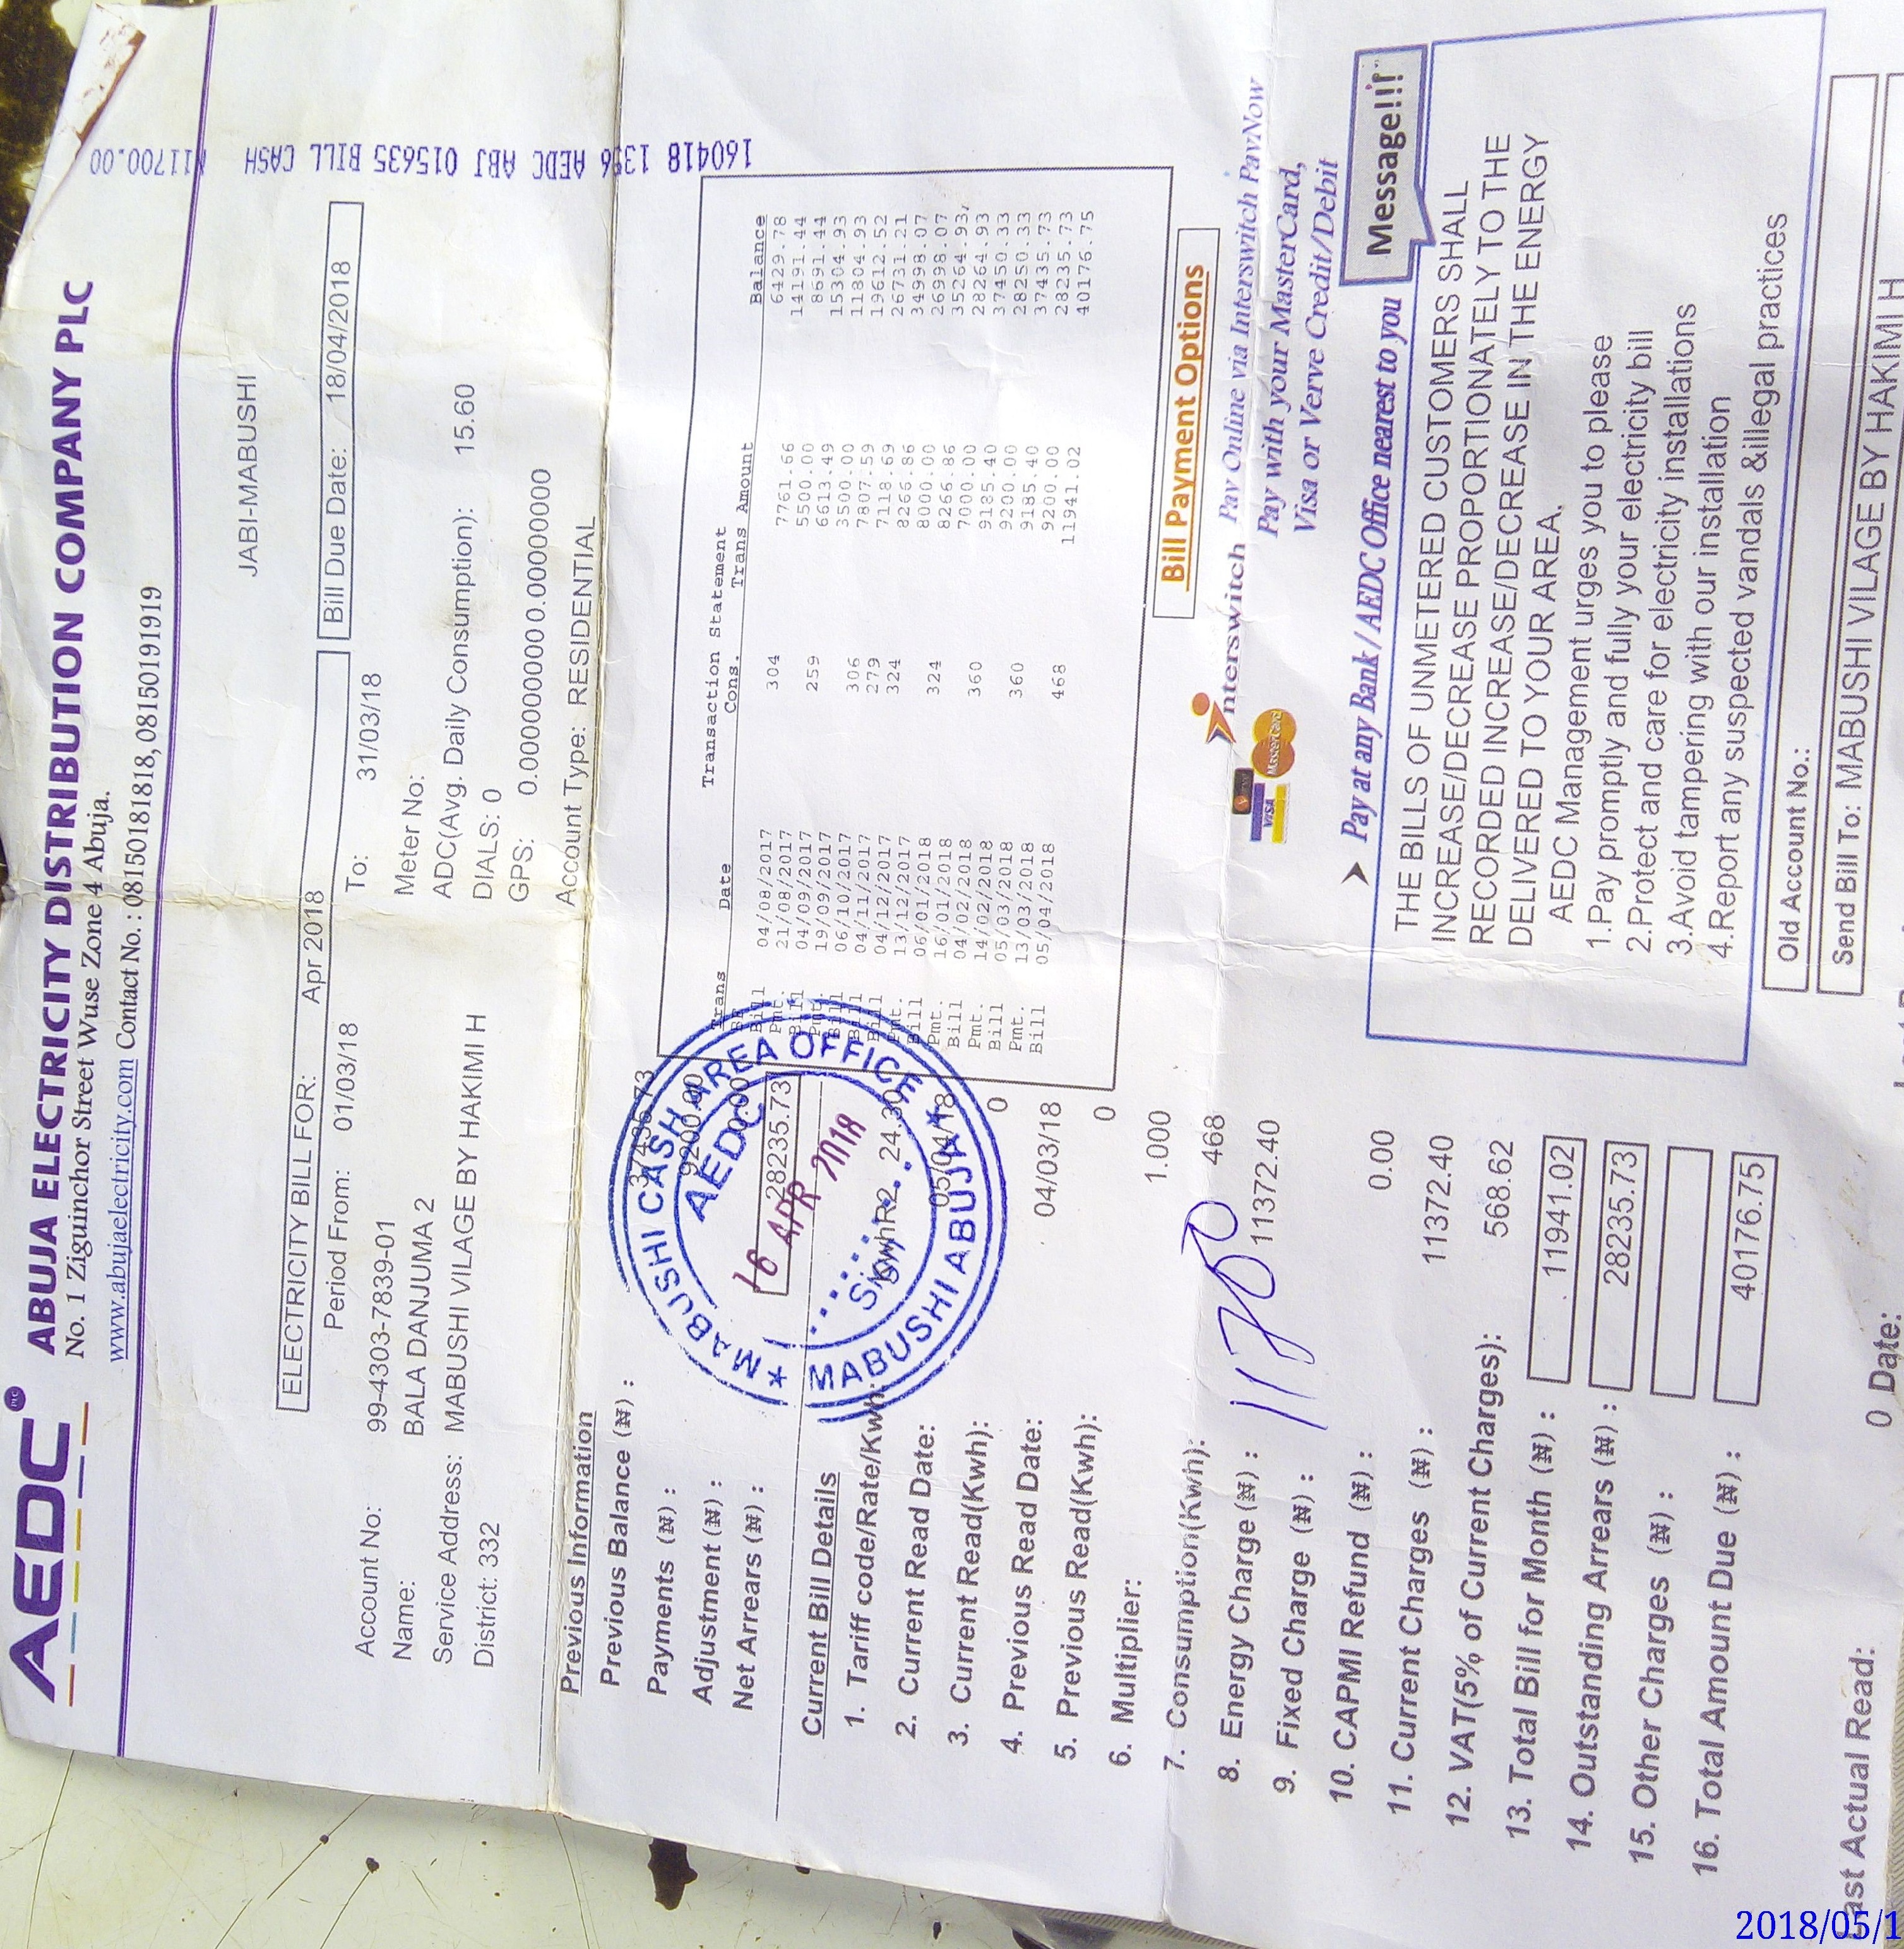 AEDC PLC
ABUJA ELECTRICITY DISTRIBUTION COMPANY PLC
No. 1 Ziguinchor Street Wuse Zone 4 Abuja.
www.abujaelectricity.com Contact No.: 08150181818, 08150191919
₦11700.00
160418 1356 AEDC ABJ 015635 BILL CASH
JABI-MABUSHI
ELECTRICITY BILL FOR: Apr 2018
Bill Due Date: 18/04/2018
Period From: 01/03/18 To: 31/03/18
Account No: 99-4303-7839-01
Name: BALA DANJUMA 2
Service Address: MABUSHI VILAGE BY HAKIMI H
District: 332
Meter No:
ADC(Avg. Daily Consumption): 15.60
DIALS: 0
GPS: 0.0000000000 0.0000000000
Account Type: RESIDENTIAL
Previous Information
Previous Balance (₦) : 37435.73
Payments (₦) : 9200.00
Adjustment (₦) : 0.00
Net Arrears (₦) : 28235.73
MABUSHI CASH AREA OFFICE
AEDC
16 APR 2018
MABUSHI ABUJA
Current Bill Details
1. Tariff code/Rate/Kwh: R2 24.30
2. Current Read Date: 05/04/18
3. Current Read(Kwh): 0
4. Previous Read Date: 04/03/18
5. Previous Read(Kwh): 0
6. Multiplier: 1.000
7. Consumption(Kwh): 468
8. Energy Charge (₦) : 11372.40
11700
9. Fixed Charge (₦) :
10. CAPMI Refund (₦) : 0.00
11. Current Charges (₦) : 11372.40
12. VAT(5% of Current Charges): 568.62
13. Total Bill for Month (₦) : 11941.02
14. Outstanding Arrears (₦) : 28235.73
15. Other Charges (₦) :
16. Total Amount Due (₦) : 40176.75
Transaction Statement
Trans Date Cons. Trans Amount Balance
6429.78
Bill 04/08/2017 304 7761.66 14191.44
Pmt. 21/08/2017 5500.00 8691.44
Bill 04/09/2017 259 6613.49 15304.93
Pmt. 19/09/2017 3500.00 11804.93
Bill 06/10/2017 306 7807.59 19612.52
Bill 04/11/2017 279 7118.69 26731.21
Bill 04/12/2017 324 8266.86 34998.07
Pmt. 13/12/2017 8000.00 26998.07
Bill 06/01/2018 324 8266.86 35264.93
Pmt. 16/01/2018 7000.00 28264.93
Bill 04/02/2018 360 9185.40 37450.33
Pmt. 14/02/2018 9200.00 28250.33
Bill 05/03/2018 360 9185.40 37435.73
Pmt. 13/03/2018 9200.00 28235.73
Bill 05/04/2018 468 11941.02 40176.75
Bill Payment Options
Interswitch Pay Online via Interswitch PayNow
VISA MasterCard
Pay with your MasterCard,
Visa or Verve Credit/Debit
Pay at any Bank / AEDC Office nearest to you
Message!!!
THE BILLS OF UNMETERED CUSTOMERS SHALL
INCREASE/DECREASE PROPORTIONATELY TO THE
RECORDED INCREASE/DECREASE IN THE ENERGY
DELIVERED TO YOUR AREA.
AEDC Management urges you to please
1.Pay promptly and fully your electricity bill
2.Protect and care for electricity installations
3.Avoid tampering with our installation
4.Report any suspected vandals &illegal practices
Old Account No.:
Send Bill To: MABUSHI VILAGE BY HAKIMI H
Last Actual Read: 0 Date:
2018/05/1